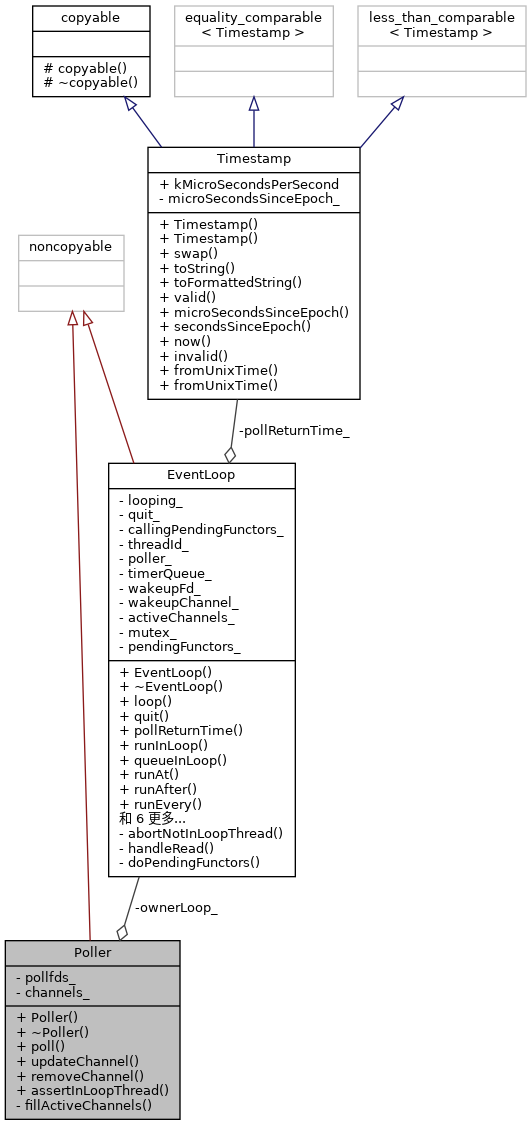 copyable
# copyable()
# ~copyable()
equality_comparable
< Timestamp >
less_than_comparable
< Timestamp >
Timestamp
+ kMicroSecondsPerSecond
- microSecondsSinceEpoch_
+ Timestamp()
+ Timestamp()
+ swap()
+ toString()
+ toFormattedString()
+ valid()
+ microSecondsSinceEpoch()
+ secondsSinceEpoch()
+ now()
+ invalid()
+ fromUnixTime()
+ fromUnixTime()
noncopyable
-pollReturnTime_
EventLoop
- looping_
- quit_
- callingPendingFunctors_
- threadId_
- poller_
- timerQueue_
- wakeupFd_
- wakeupChannel_
- activeChannels_
- mutex_
- pendingFunctors_
+ EventLoop()
+ ~EventLoop()
+ loop()
+ quit()
+ pollReturnTime()
+ runInLoop()
+ queueInLoop()
+ runAt()
+ runAfter()
+ runEvery()
和 6 更多...
- abortNotInLoopThread()
- handleRead()
- doPendingFunctors()
-ownerLoop_
Poller
- pollfds_
- channels_
+ Poller()
+ ~Poller()
+ poll()
+ updateChannel()
+ removeChannel()
+ assertInLoopThread()
- fillActiveChannels()